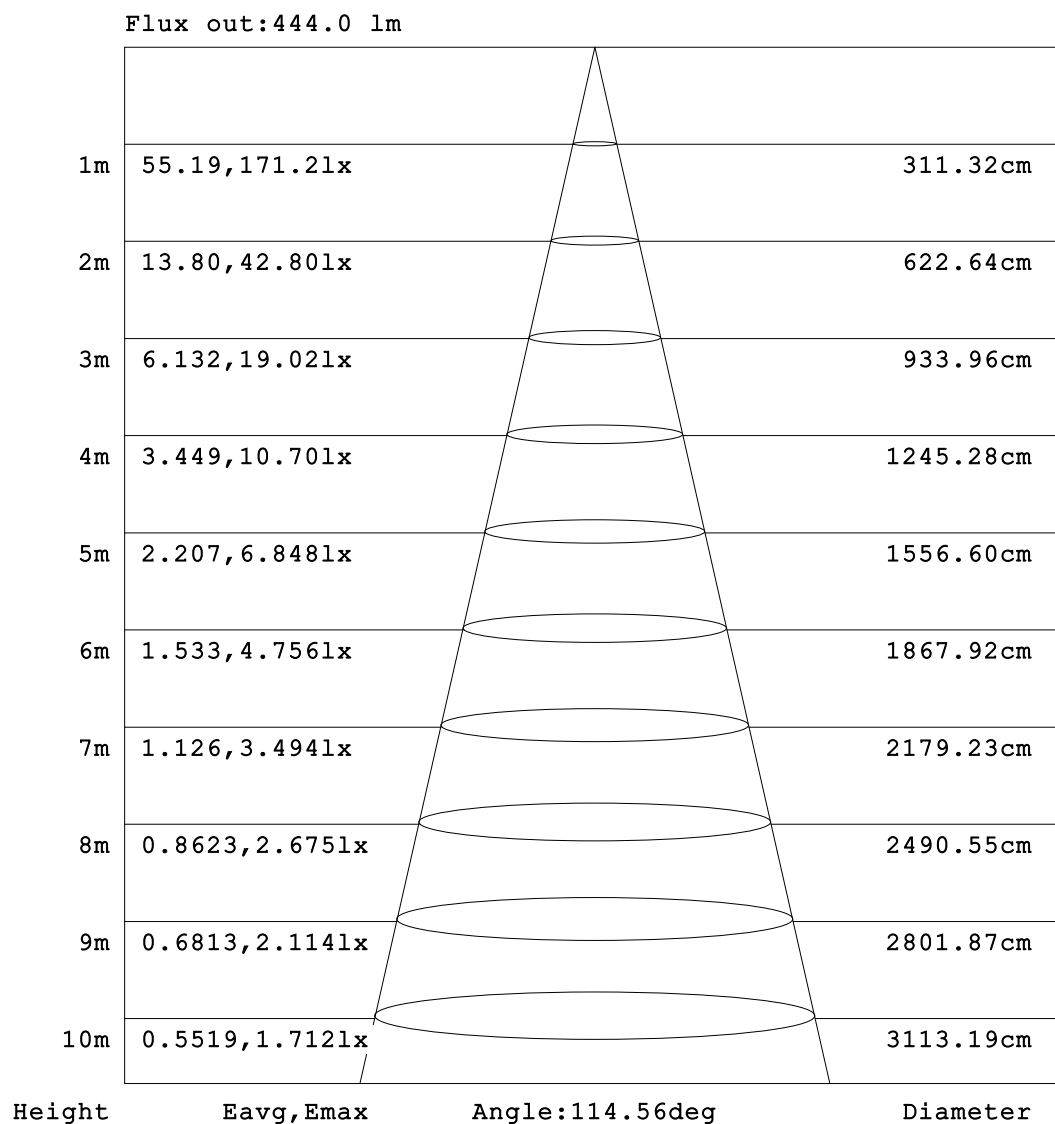 Flux out:444.0 lm
1m 55.19,171.2lx 311.32cm
2m 13.80,42.80lx 622.64cm
3m 6.132,19.02lx 933.96cm
4m 3.449,10.70lx 1245.28cm
5m 2.207,6.848lx 1556.60cm
6m 1.533,4.756lx 1867.92cm
7m 1.126,3.494lx 2179.23cm
8m 0.8623,2.675lx 2490.55cm
9m 0.6813,2.114lx 2801.87cm
10m 0.5519,1.712lx 3113.19cm
Height Eavg,Emax Angle:114.56deg Diameter